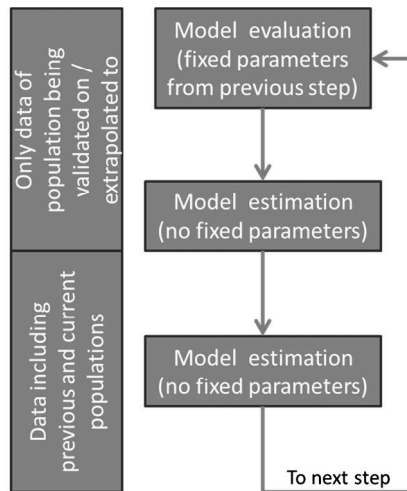 Only data of
population being
validated on /
extrapolated to
Data including
previous and current
populations
Model evaluation
(fixed parameters
from previous step)
Model estimation
(no fixed parameters)
Model estimation
(no fixed parameters)
To next step